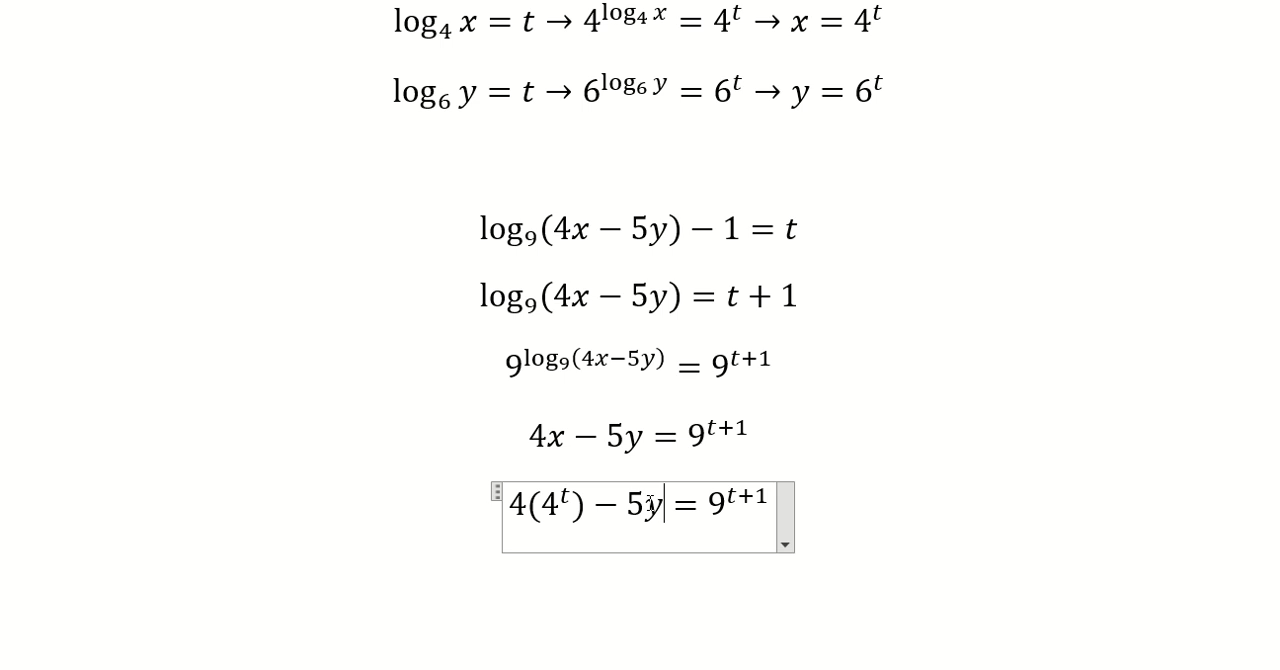 log₄ x = t → 4^(log₄ x) = 4^t → x = 4^t
log₆ y = t → 6^(log₆ y) = 6^t → y = 6^t
log₉(4x − 5y) − 1 = t
log₉(4x − 5y) = t + 1
9^(log₉(4x−5y)) = 9^(t+1)
4x − 5y = 9^(t+1)
4(4^t) − 5y = 9^(t+1)